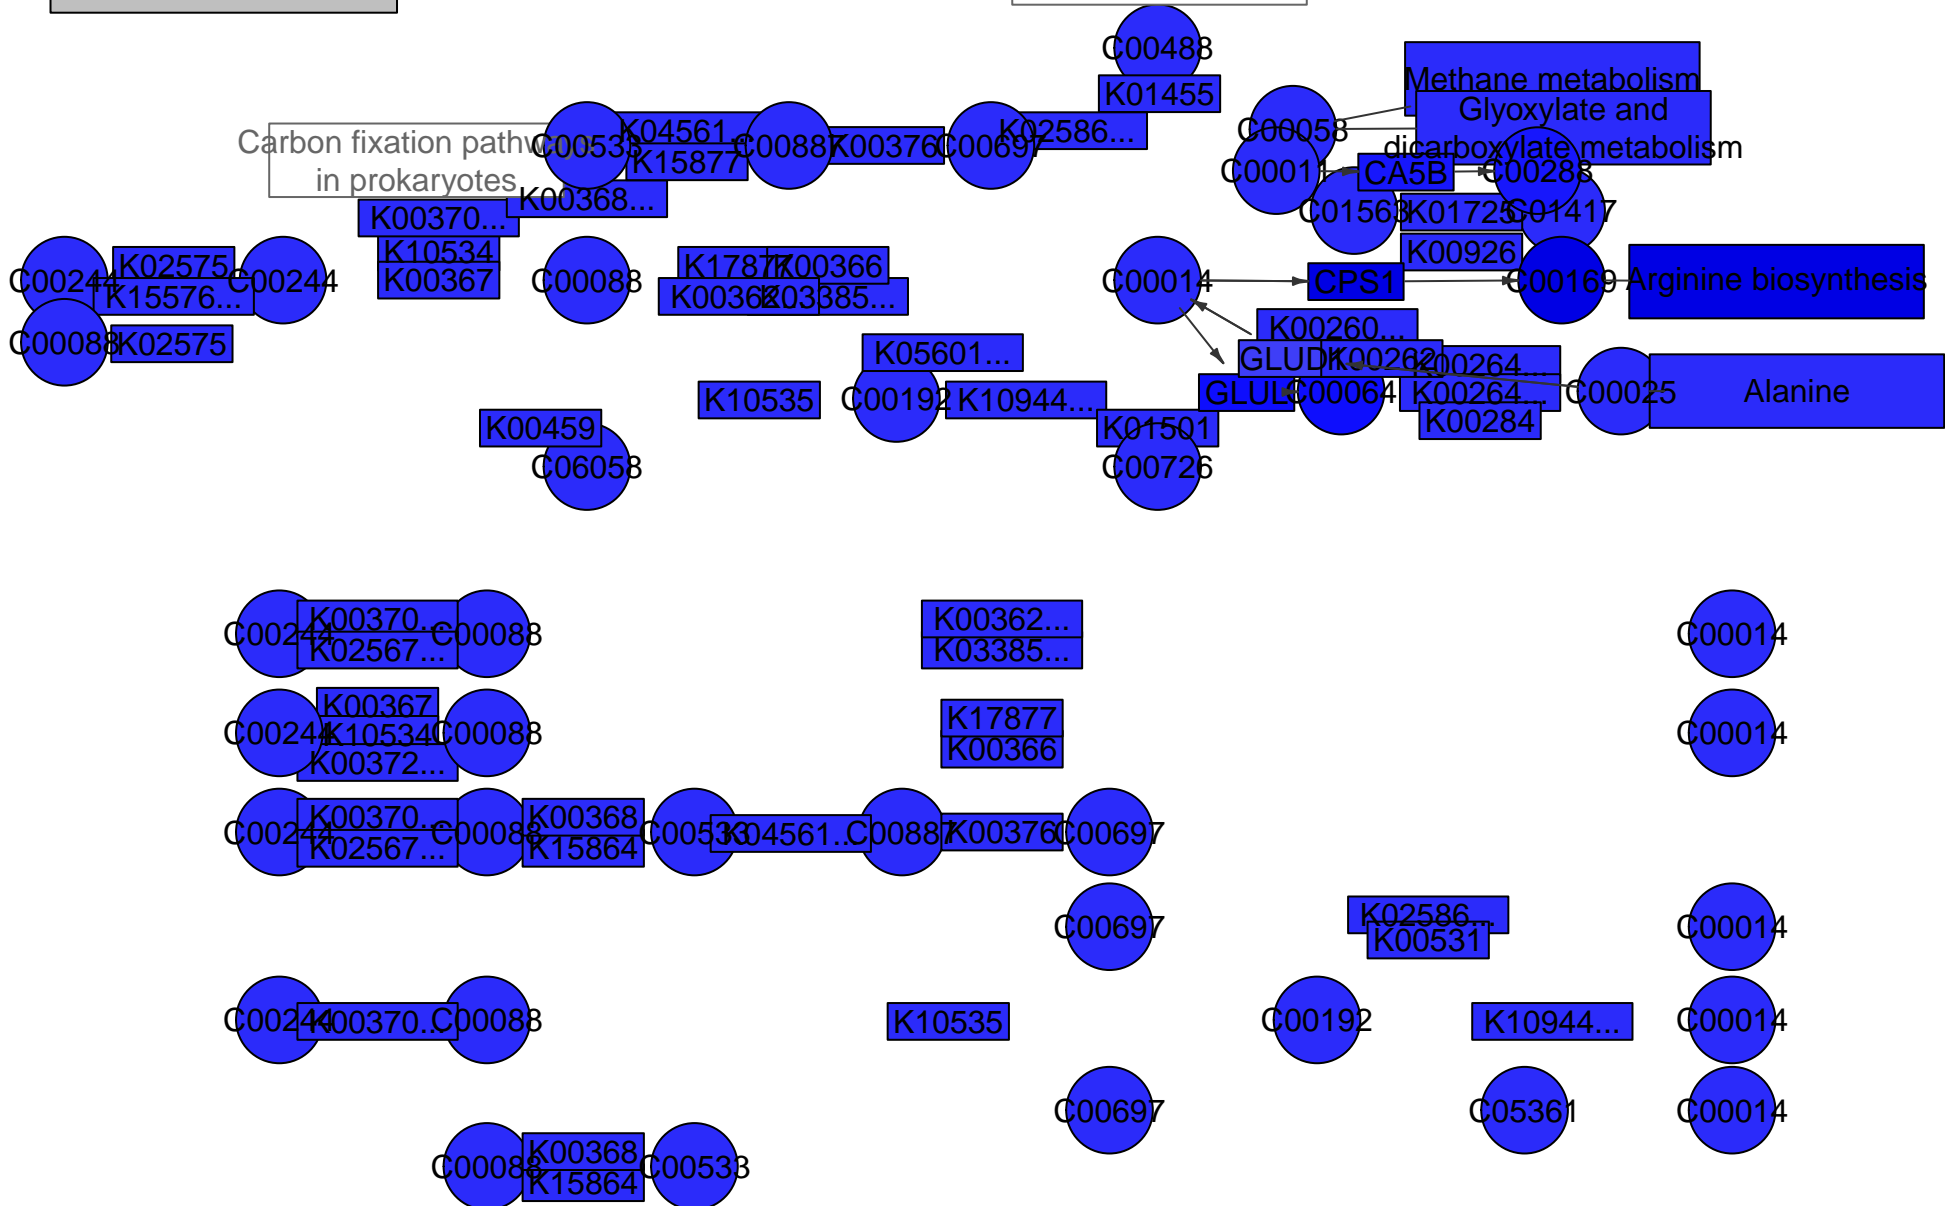 C00488
Methane metabolism
K01455
Glyoxylate and
dicarboxylate metabolism
Carbon fixation pathways
in prokaryotes
C00533
K04561...
K15877
C00887
K00376
C00697
K02586...
C00058
C00011
CA5B
C00288
K00368...
K00370...
C01563
K01725
C01417
K10534
K00367
K00926
C00244
K02575
K15576...
C00244
C00088
K17877
K00366
K00362...
K03385...
C00014
CPS1
C00169
Arginine biosynthesis
C00088
K02575
K05601...
K00260...
GLUD1
K00262
K00264...
K10535
C00192
K10944...
GLUL
C00064
K00264...
C00025
Alanine
K00459
K01501
K00284
C06058
C00726
C00244
K00370...
K02567...
C00088
K00362...
K03385...
C00014
C00244
K00367
K10534
K00372...
C00088
K17877
K00366
C00014
C00244
K00370...
K02567...
C00088
K00368
K15864
C00533
K04561...
C00887
K00376
C00697
C00697
K02586...
K00531
C00014
C00244
K00370...
C00088
K10535
C00192
K10944...
C00014
C00697
C05361
C00014
C00088
K00368
K15864
C00533